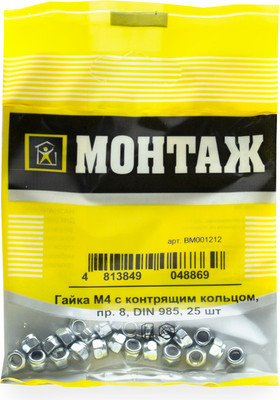 МОНТАЖ
арт. BM001212
4 813849 048869
Гайка М4 с контрящим кольцом,
пр. 8, DIN 985, 25 шт